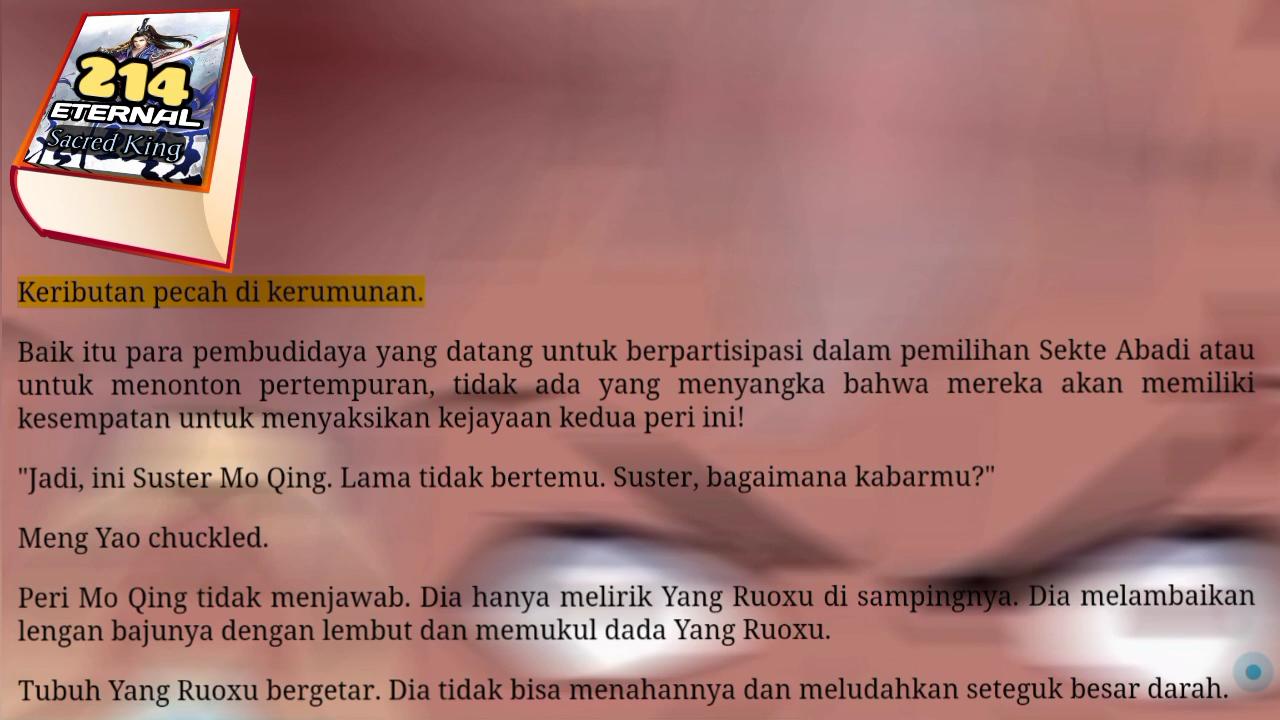 214
ETERNAL
Sacred King
Keributan pecah di kerumunan.
Baik itu para pembudidaya yang datang untuk berpartisipasi dalam pemilihan Sekte Abadi atau
untuk menonton pertempuran, tidak ada yang menyangka bahwa mereka akan memiliki
kesempatan untuk menyaksikan kejayaan kedua peri ini!
"Jadi, ini Suster Mo Qing. Lama tidak bertemu. Suster, bagaimana kabarmu?"
Meng Yao chuckled.
Peri Mo Qing tidak menjawab. Dia hanya melirik Yang Ruoxu di sampingnya. Dia melambaikan
lengan bajunya dengan lembut dan memukul dada Yang Ruoxu.
Tubuh Yang Ruoxu bergetar. Dia tidak bisa menahannya dan meludahkan seteguk besar darah.